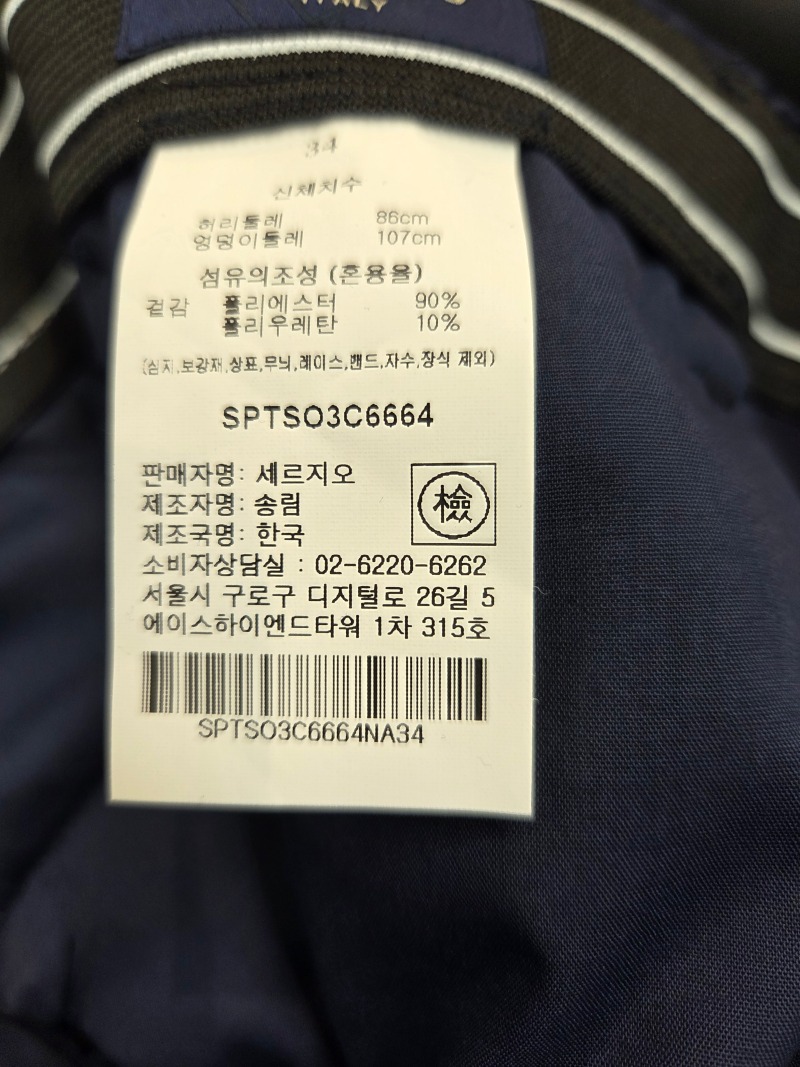 ITALY
34
신체치수
허리둘레 86cm
엉덩이둘레 107cm
섬유의조성 (혼용율)
겉감 폴리에스터 90%
폴리우레탄 10%
(심지,보강재,상표,무늬,레이스,밴드,자수,장식 제외)
SPTSO3C6664
판매자명: 세르지오
제조자명: 송림
제조국명: 한국
檢
소비자상담실 : 02-6220-6262
서울시 구로구 디지털로 26길 5
에이스하이엔드타워 1차 315호
SPTSO3C6664NA34